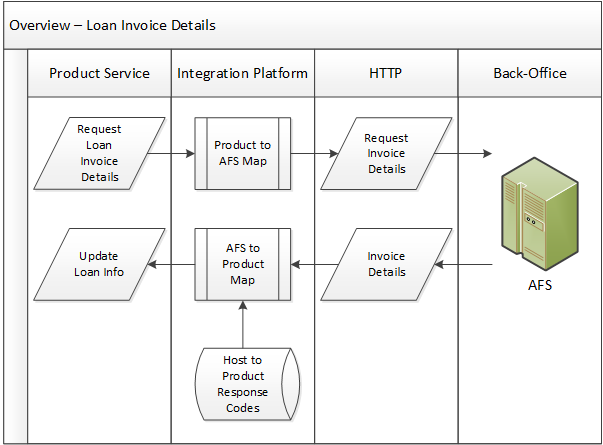 Overview – Loan Invoice Details
Product Service
Integration Platform
HTTP
Back-Office
Request
Loan
Invoice
Details
Product to
AFS Map
Request
Invoice
Details
Update
Loan Info
AFS to
Product
Map
Invoice
Details
AFS
Host to
Product
Response
Codes